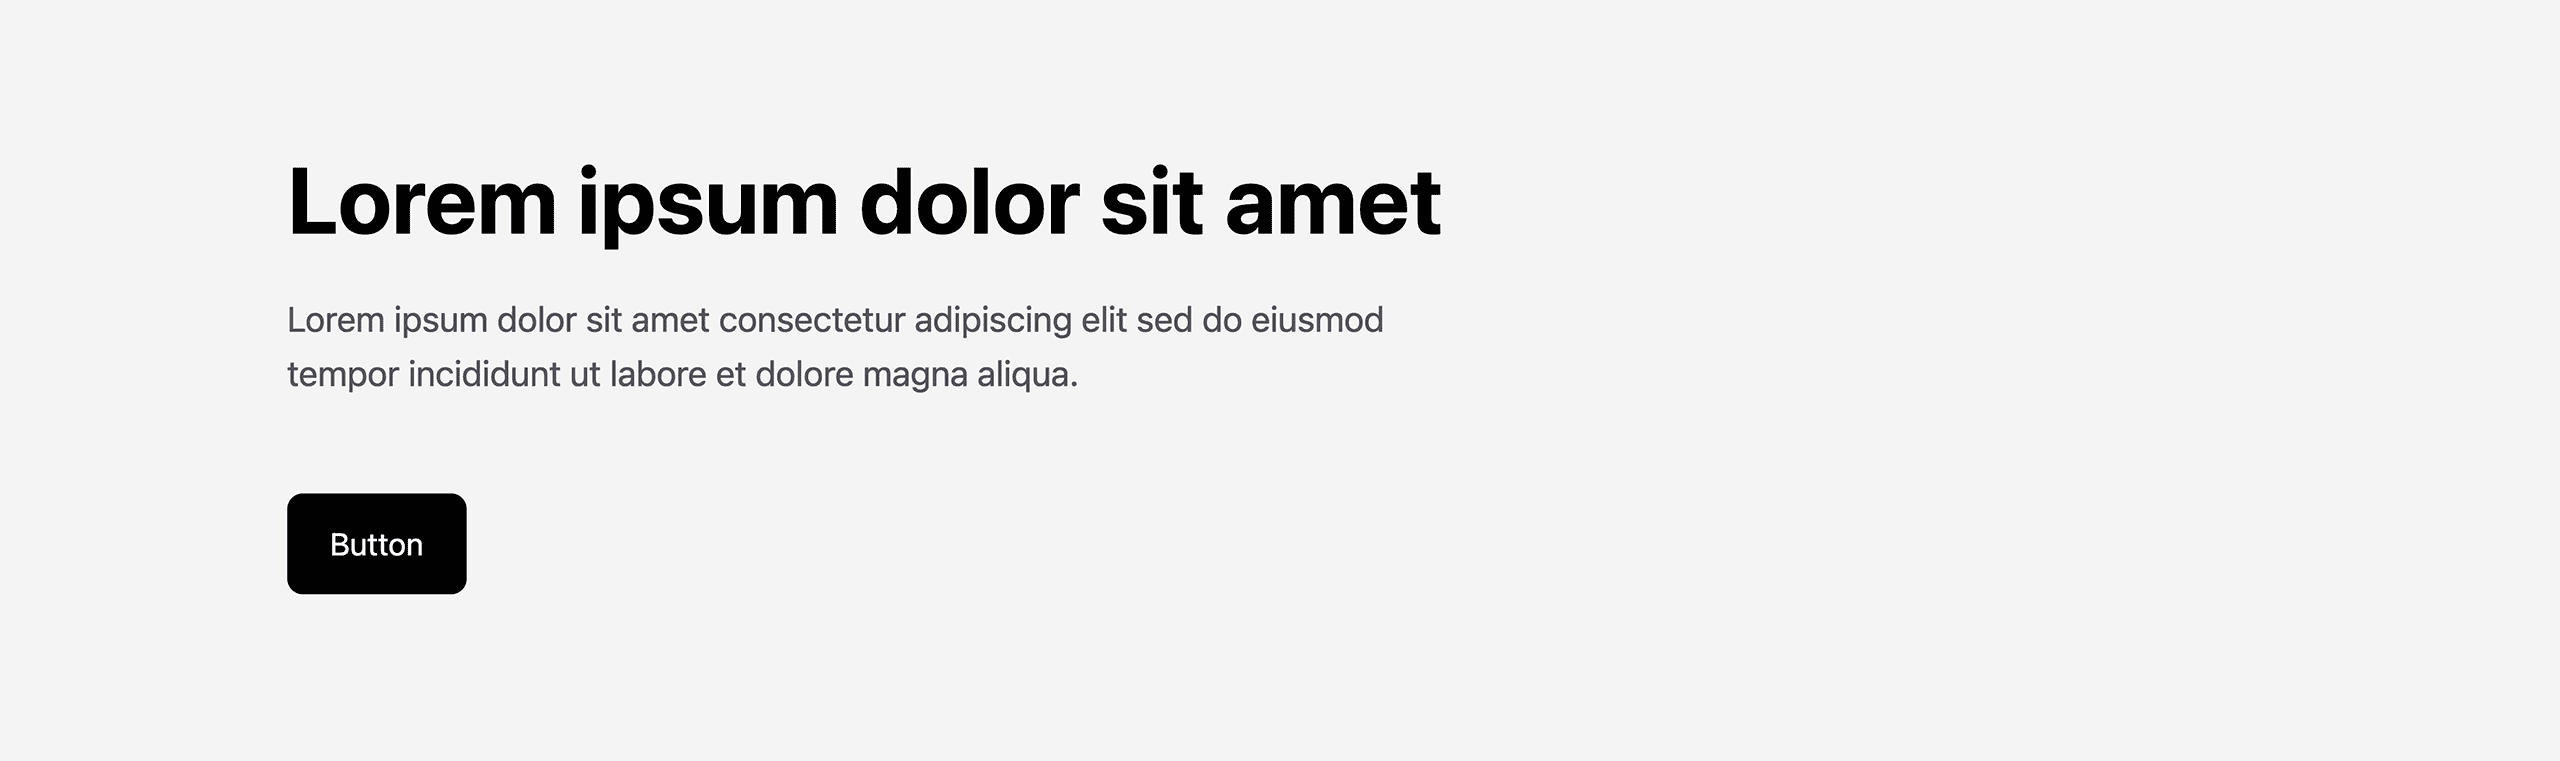 Lorem ipsum dolor sit amet
Lorem ipsum dolor sit amet consectetur adipiscing elit sed do eiusmod
tempor incididunt ut labore et dolore magna aliqua.
Button